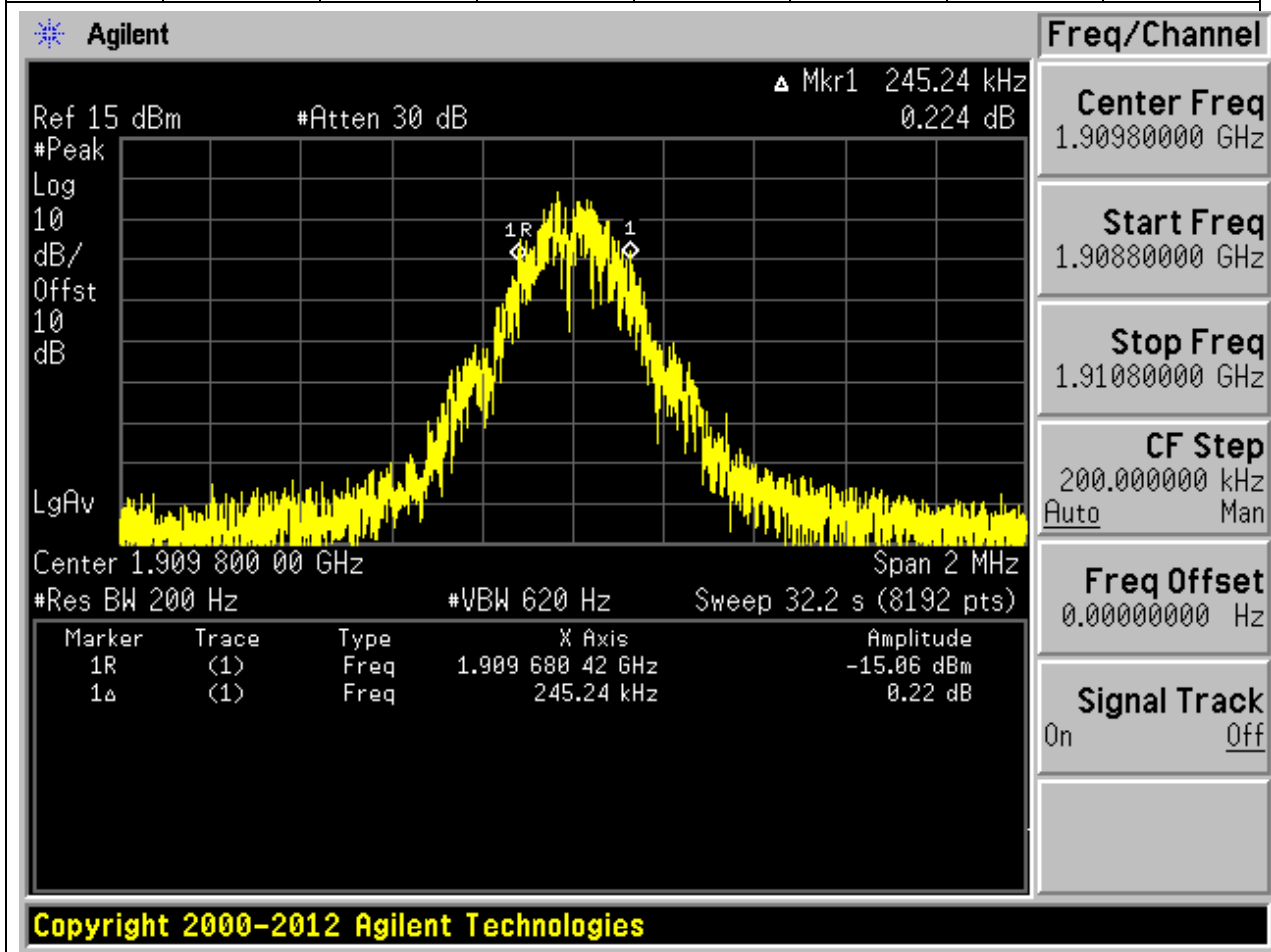 Agilent
Freq/Channel
▵ Mkr1 245.24 kHz
Ref 15 dBm #Atten 30 dB 0.224 dB
#Peak
Log
10
dB/
Offst
10
dB
LgAv
1R
1
Center 1.909 800 00 GHz Span 2 MHz
#Res BW 200 Hz #VBW 620 Hz Sweep 32.2 s (8192 pts)
Marker Trace Type X Axis Amplitude
1R (1) Freq 1.909 680 42 GHz -15.06 dBm
1▵ (1) Freq 245.24 kHz 0.22 dB
Center Freq
1.90980000 GHz
Start Freq
1.90880000 GHz
Stop Freq
1.91080000 GHz
CF Step
200.000000 kHz
Auto Man
Freq Offset
0.00000000 Hz
Signal Track
On Off
Copyright 2000-2012 Agilent Technologies